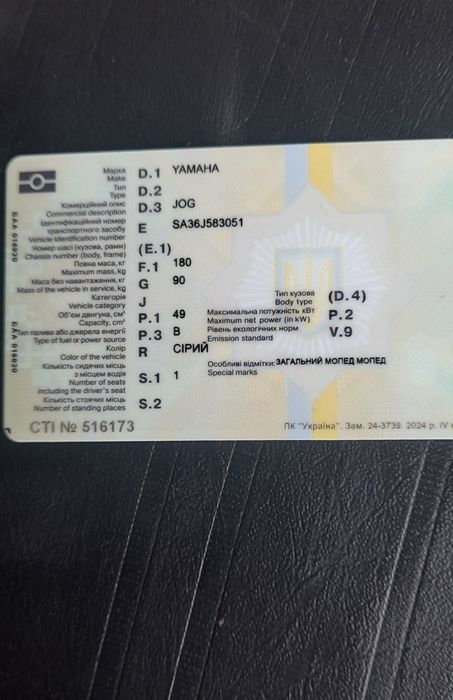 Марка D.1 YAMAHA
Make
Тип D.2
Type
Комерційний опис D.3 JOG
Commercial description
Ідентифікаційний номер
транспортного засобу E SA36J583051
Vehicle identification number
Номер шасі (кузова, рами) (E.1)
Chassis number (body, frame)
Повна маса, кг F.1 180
Maximum mass, kg
Маса без навантаження, кг G 90
Mass of the vehicle in service, kg
Категорія J
Vehicle category
Об'єм двигуна, см³ P.1 49
Capacity, cm³
Тип палива або джерела енергії P.3 B
Type of fuel or power source
Колір R СІРИЙ
Color of the vehicle
Кількість сидячих місць
з місцем водія S.1 1
Number of seats
including the driver's seat
Кількість стоячих місць S.2
Number of standing places
Тип кузова (D.4)
Body type
Максимальна потужність кВт P.2
Maximum net power (in kW)
Рівень екологічних норм V.9
Emission standard
Особливі відмітки: ЗАГАЛЬНИЙ МОПЕД МОПЕД
Special marks
СТІ № 516173
ПК "Україна". Зам. 24-3739. 2024 р. IV